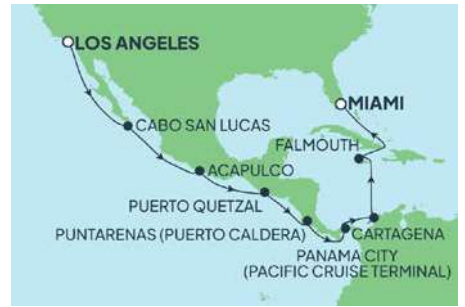 LOS ANGELES
MIAMI
CABO SAN LUCAS
FALMOUTH
ACAPULCO
PUERTO QUETZAL
PUNTARENAS (PUERTO CALDERA)
CARTAGENA
PANAMA CITY
(PACIFIC CRUISE TERMINAL)